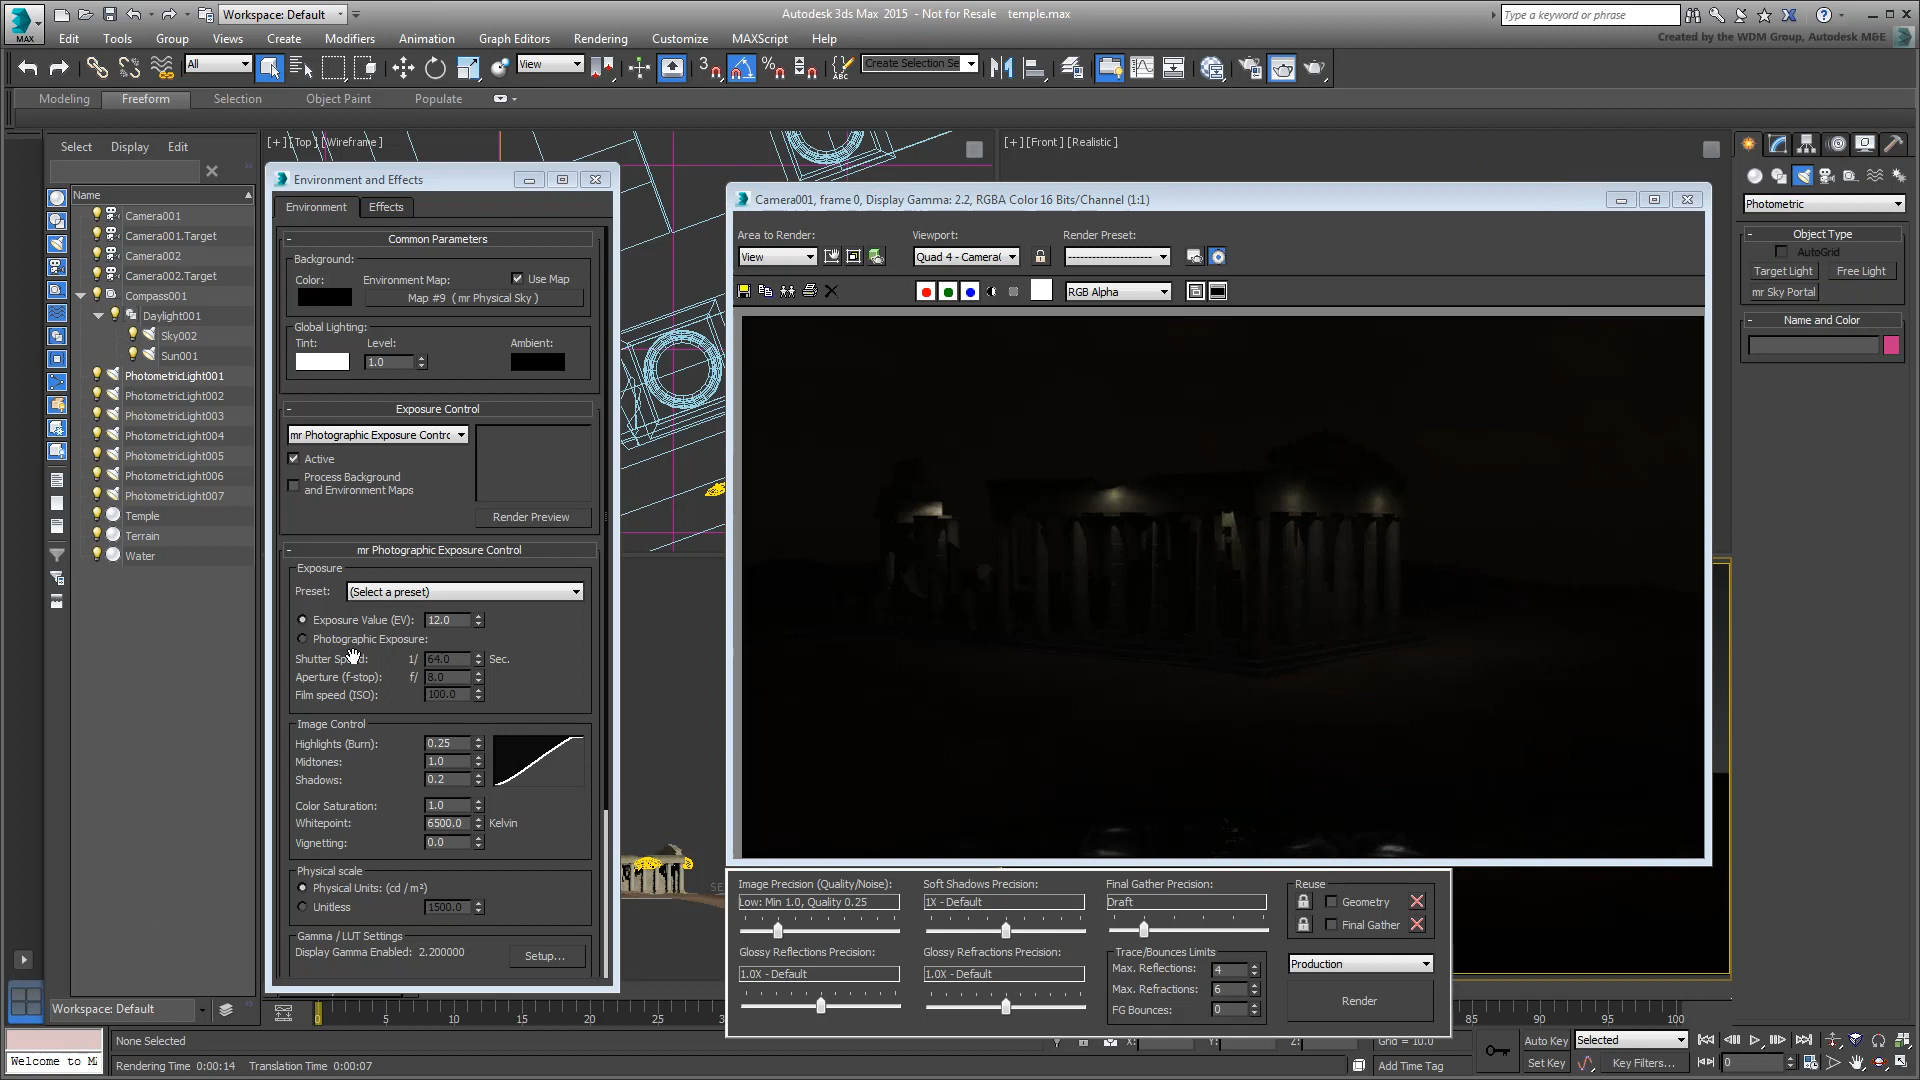 Workspace: Default
Autodesk 3ds Max 2015 - Not for Resale temple.max
Type a keyword or phrase
MAX
Edit Tools Group Views Create Modifiers Animation Graph Editors Rendering Customize MAXScript Help
Created by the WDM Group, Autodesk M&E
All
View
3
Create Selection Se
Modeling Freeform Selection Object Paint Populate
Select Display Edit
Name
Camera001
Camera001.Target
Camera002
Camera002.Target
Compass001
Daylight001
Sky002
Sun001
PhotometricLight001
PhotometricLight002
PhotometricLight003
PhotometricLight004
PhotometricLight005
PhotometricLight006
PhotometricLight007
Temple
Terrain
Water
[+] [Top] [Wireframe]
[+] [Front] [Realistic]
Environment and Effects
Environment Effects
Common Parameters
Background:
Color: Environment Map: Use Map
Map #9 ( mr Physical Sky )
Global Lighting:
Tint: Level: Ambient:
1.0
Exposure Control
mr Photographic Exposure Contro
Active
Process Background
and Environment Maps
Render Preview
mr Photographic Exposure Control
Exposure
Preset: (Select a preset)
Exposure Value (EV): 12.0
Photographic Exposure:
Shutter Sp d: 1/ 64.0 Sec.
Aperture (f-stop): f/ 8.0
Film speed (ISO): 100.0
Image Control
Highlights (Burn): 0.25
Midtones: 1.0
Shadows: 0.2
Color Saturation: 1.0
Whitepoint: 6500.0 Kelvin
Vignetting: 0.0
Physical scale
Physical Units: (cd / m²)
Unitless 1500.0
Gamma / LUT Settings
Display Gamma Enabled: 2.200000
Setup...
Camera001, frame 0, Display Gamma: 2.2, RGBA Color 16 Bits/Channel (1:1)
Area to Render: Viewport: Render Preset:
View Quad 4 - Camera( -----------------------
RGB Alpha
Image Precision (Quality/Noise): Soft Shadows Precision: Final Gather Precision: Reuse
Low: Min 1.0, Quality 0.25 1X - Default Draft Geometry
Final Gather
Glossy Reflections Precision: Glossy Refractions Precision: Trace/Bounces Limits
1.0X - Default 1.0X - Default Max. Reflections: 4 Production
Max. Refractions: 6 Render
FG Bounces: 0
Photometric
Object Type
AutoGrid
Target Light Free Light
mr Sky Portal
Name and Color
Workspace: Default
0 5 10 15 20 25 85 90 95 100
None Selected X: Y: Z: Grid = 10.0 Auto Key Selected
Welcome to M Rendering Time 0:00:14 Translation Time 0:00:07 Add Time Tag Set Key Key Filters... 0